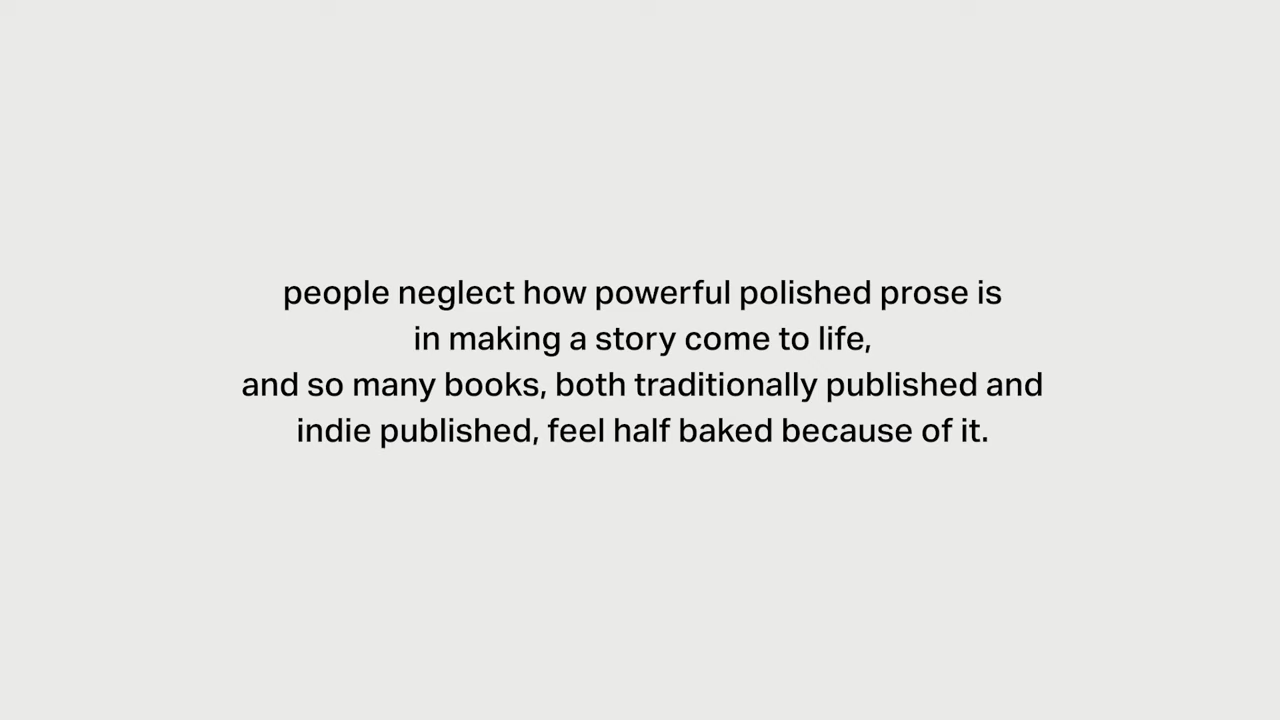 people neglect how powerful polished prose is
in making a story come to life,
and so many books, both traditionally published and
indie published, feel half baked because of it.